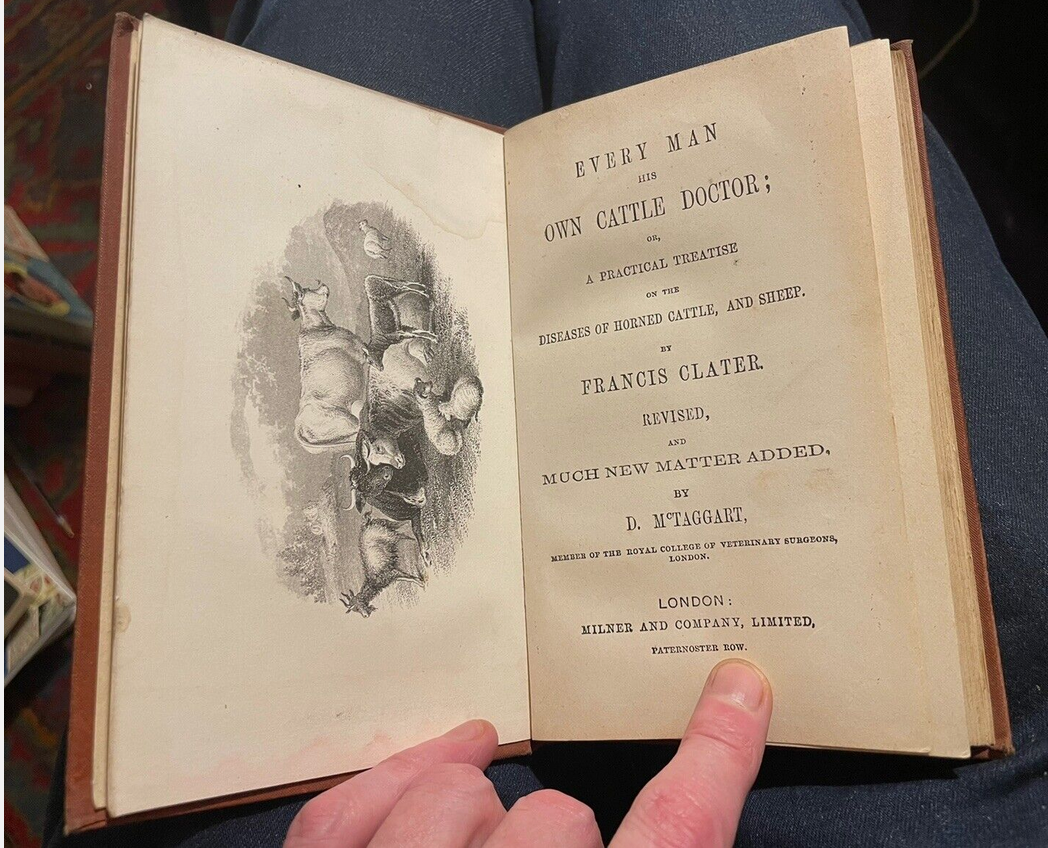 EVERY MAN
HIS
OWN CATTLE DOCTOR;
OR,
A PRACTICAL TREATISE
ON THE
DISEASES OF HORNED CATTLE, AND SHEEP.
BY
FRANCIS CLATER.
REVISED,
AND
MUCH NEW MATTER ADDED,
BY
D. McTAGGART,
MEMBER OF THE ROYAL COLLEGE OF VETERINARY SURGEONS,
LONDON.
LONDON:
MILNER AND COMPANY, LIMITED,
PATERNOSTER ROW.